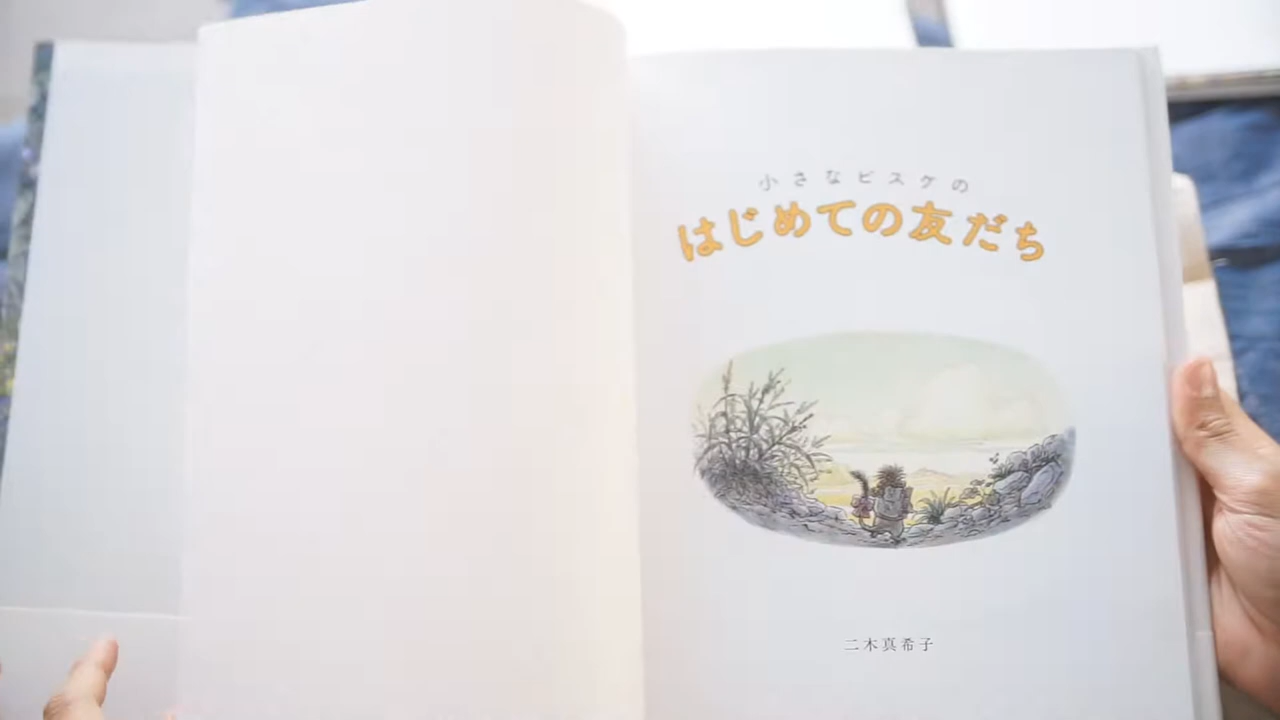 小さなピスケの
はじめての友だち
二木真希子